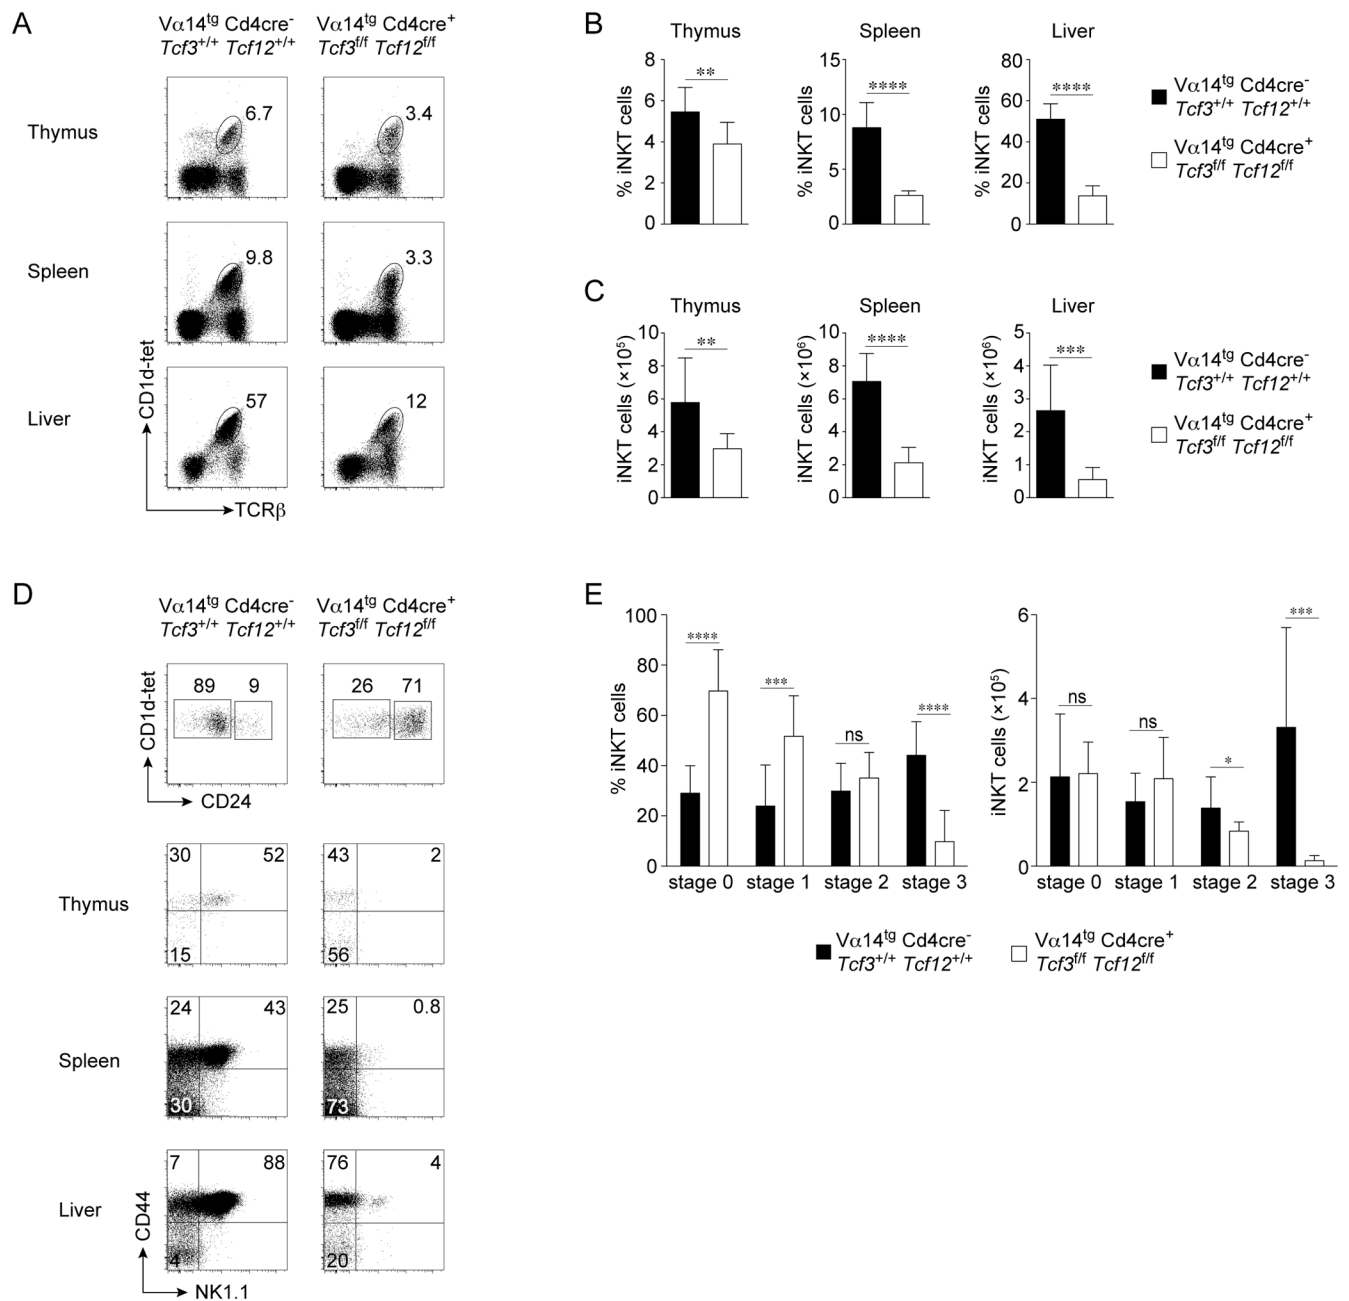 A
Vα14tg Cd4cre- Vα14tg Cd4cre+
Tcf3+/+ Tcf12+/+ Tcf3f/f Tcf12f/f
Thymus
6.7 3.4
Spleen
9.8 3.3
Liver
57 12
CD1d-tet
TCRβ
B
Thymus Spleen Liver
% iNKT cells
8
6
4
2
0
**
% iNKT cells
15
10
5
0
****
% iNKT cells
80
60
40
20
0
****
Vα14tg Cd4cre-
Tcf3+/+ Tcf12+/+
Vα14tg Cd4cre+
Tcf3f/f Tcf12f/f
C
Thymus Spleen Liver
iNKT cells (×10⁵)
10
8
6
4
2
0
**
iNKT cells (×10⁶)
10
8
6
4
2
0
****
iNKT cells (×10⁶)
5
4
3
2
1
0
***
Vα14tg Cd4cre-
Tcf3+/+ Tcf12+/+
Vα14tg Cd4cre+
Tcf3f/f Tcf12f/f
D
Vα14tg Cd4cre- Vα14tg Cd4cre+
Tcf3+/+ Tcf12+/+ Tcf3f/f Tcf12f/f
89 9 26 71
CD1d-tet
CD24
Thymus
30 52 43 2
15 56
Spleen
24 43 25 0.8
30 73
Liver
7 88 76 4
4 20
CD44
NK1.1
E
% iNKT cells
100
80
60
40
20
0
**** *** ns ****
stage 0 stage 1 stage 2 stage 3
iNKT cells (×10⁵)
6
4
2
0
ns ns * ***
stage 0 stage 1 stage 2 stage 3
Vα14tg Cd4cre- Vα14tg Cd4cre+
Tcf3+/+ Tcf12+/+ Tcf3f/f Tcf12f/f